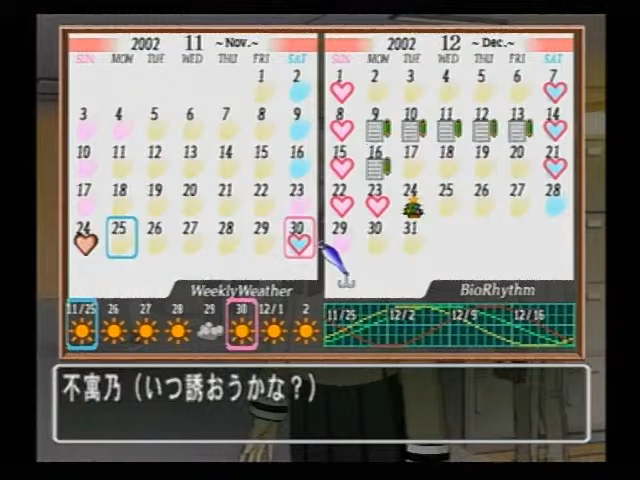 2002 11 ~Nov.~
SUN MON TUE WED THU FRI SAT
1 2
3 4 5 6 7 8 9
10 11 12 13 14 15 16
17 18 19 20 21 22 23
24 25 26 27 28 29 30
2002 12 ~Dec.~
SUN MON TUE WED THU FRI SAT
1 2 3 4 5 6 7
8 9 10 11 12 13 14
15 16 17 18 19 20 21
22 23 24 25 26 27 28
29 30 31
WeeklyWeather
11/25 26 27 28 29 30 12/1 2
BioRhythm
11/25 12/2 12/9 12/16
不寓乃（いつ誘おうかな？）